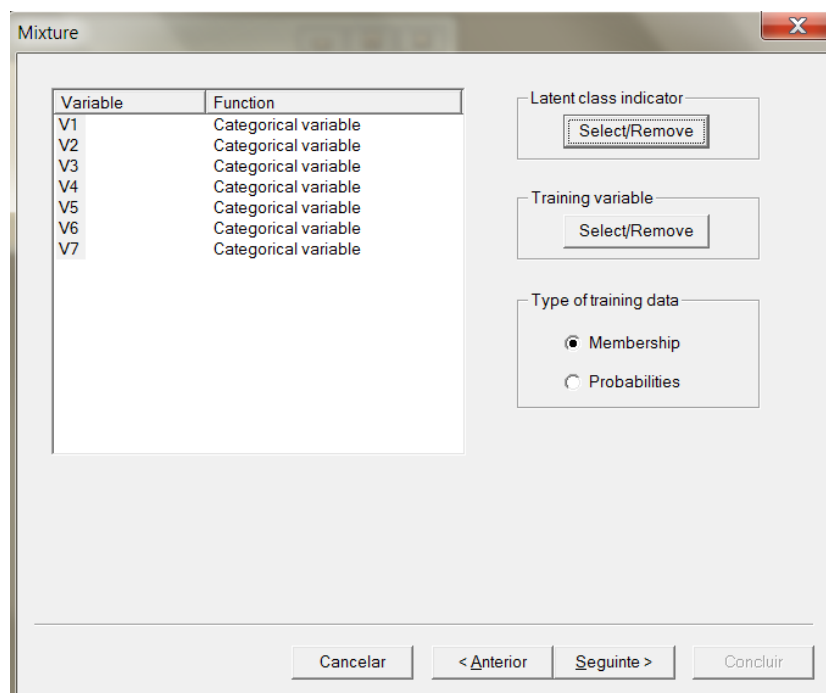 Mixture
X
Variable Function
V1 Categorical variable
V2 Categorical variable
V3 Categorical variable
V4 Categorical variable
V5 Categorical variable
V6 Categorical variable
V7 Categorical variable
Latent class indicator
Select/Remove
Training variable
Select/Remove
Type of training data
Membership
Probabilities
Cancelar < Anterior Seguinte > Concluir